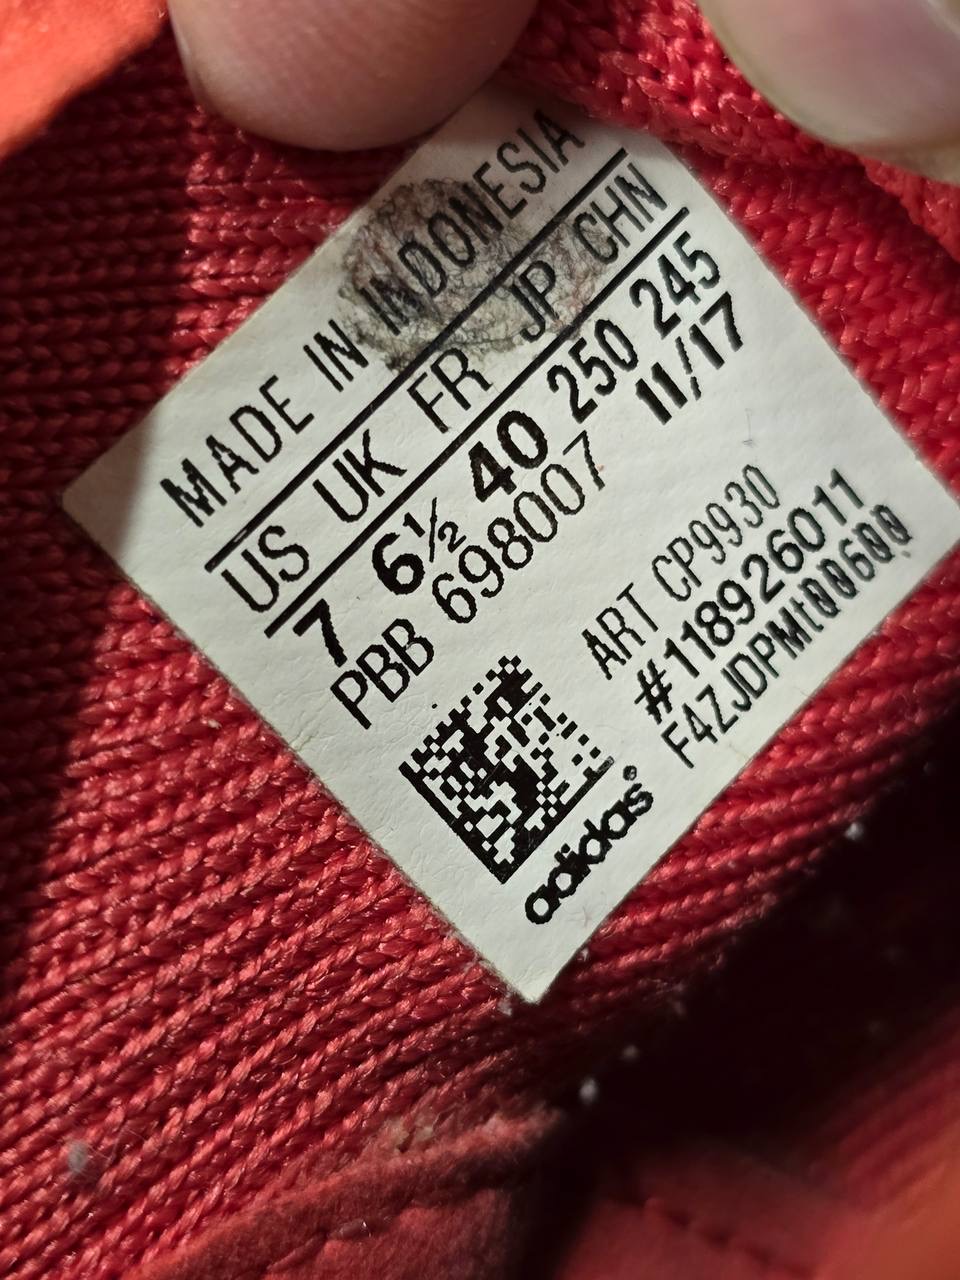 MADE IN INDONESIA
US UK FR JP CHN
7 6½ 40 250 245
PBB 698007 11/17
ART CP9930
#118926011
F4ZJDPMt00600
adidas®